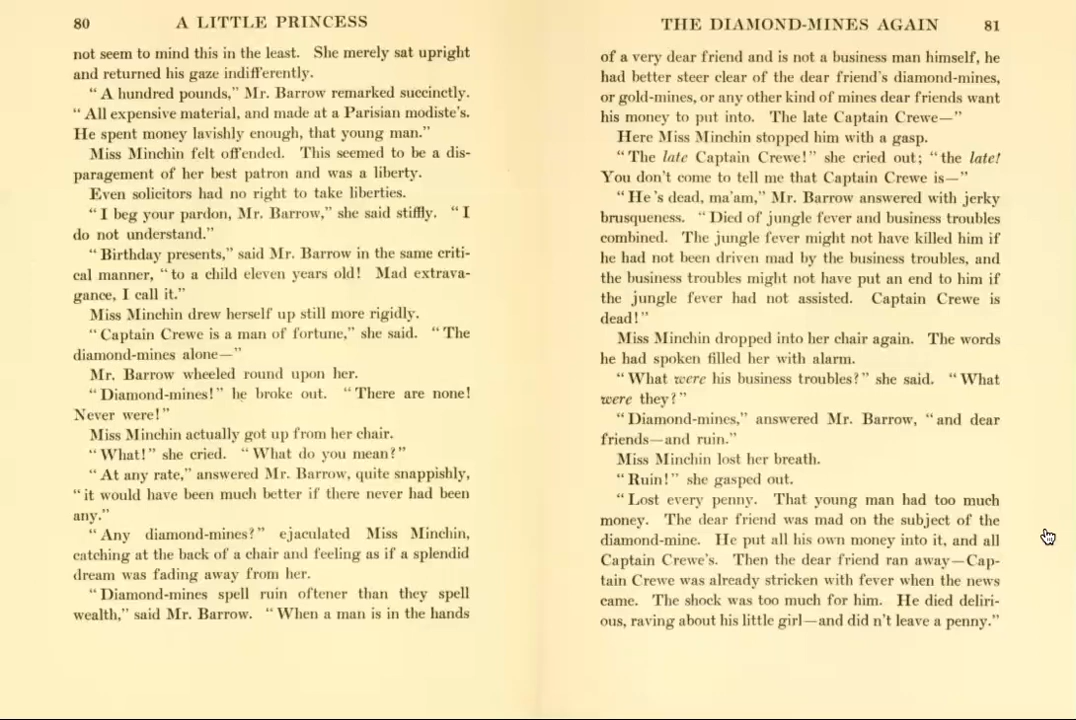 80 A LITTLE PRINCESS
not seem to mind this in the least. She merely sat upright
and returned his gaze indifferently.
“A hundred pounds,” Mr. Barrow remarked succinctly.
“All expensive material, and made at a Parisian modiste's.
He spent money lavishly enough, that young man.”
Miss Minchin felt offended. This seemed to be a dis-
paragement of her best patron and was a liberty.
Even solicitors had no right to take liberties.
“I beg your pardon, Mr. Barrow,” she said stiffly. “I
do not understand.”
“Birthday presents,” said Mr. Barrow in the same criti-
cal manner, “to a child eleven years old! Mad extrava-
gance, I call it.”
Miss Minchin drew herself up still more rigidly.
“Captain Crewe is a man of fortune,” she said. “The
diamond-mines alone—”
Mr. Barrow wheeled round upon her.
“Diamond-mines!” he broke out. “There are none!
Never were!”
Miss Minchin actually got up from her chair.
“What!” she cried. “What do you mean?”
“At any rate,” answered Mr. Barrow, quite snappishly,
“it would have been much better if there never had been
any.”
“Any diamond-mines?” ejaculated Miss Minchin,
catching at the back of a chair and feeling as if a splendid
dream was fading away from her.
“Diamond-mines spell ruin oftener than they spell
wealth,” said Mr. Barrow. “When a man is in the hands
THE DIAMOND-MINES AGAIN 81
of a very dear friend and is not a business man himself, he
had better steer clear of the dear friend's diamond-mines,
or gold-mines, or any other kind of mines dear friends want
his money to put into. The late Captain Crewe—”
Here Miss Minchin stopped him with a gasp.
“The late Captain Crewe!” she cried out; “the late!
You don't come to tell me that Captain Crewe is—”
“He's dead, ma'am,” Mr. Barrow answered with jerky
brusqueness. “Died of jungle fever and business troubles
combined. The jungle fever might not have killed him if
he had not been driven mad by the business troubles, and
the business troubles might not have put an end to him if
the jungle fever had not assisted. Captain Crewe is
dead!”
Miss Minchin dropped into her chair again. The words
he had spoken filled her with alarm.
“What were his business troubles?” she said. “What
were they?”
“Diamond-mines,” answered Mr. Barrow, “and dear
friends—and ruin.”
Miss Minchin lost her breath.
“Ruin!” she gasped out.
“Lost every penny. That young man had too much
money. The dear friend was mad on the subject of the
diamond-mine. He put all his own money into it, and all
Captain Crewe's. Then the dear friend ran away—Cap-
tain Crewe was already stricken with fever when the news
came. The shock was too much for him. He died deliri-
ous, raving about his little girl—and did n't leave a penny.”